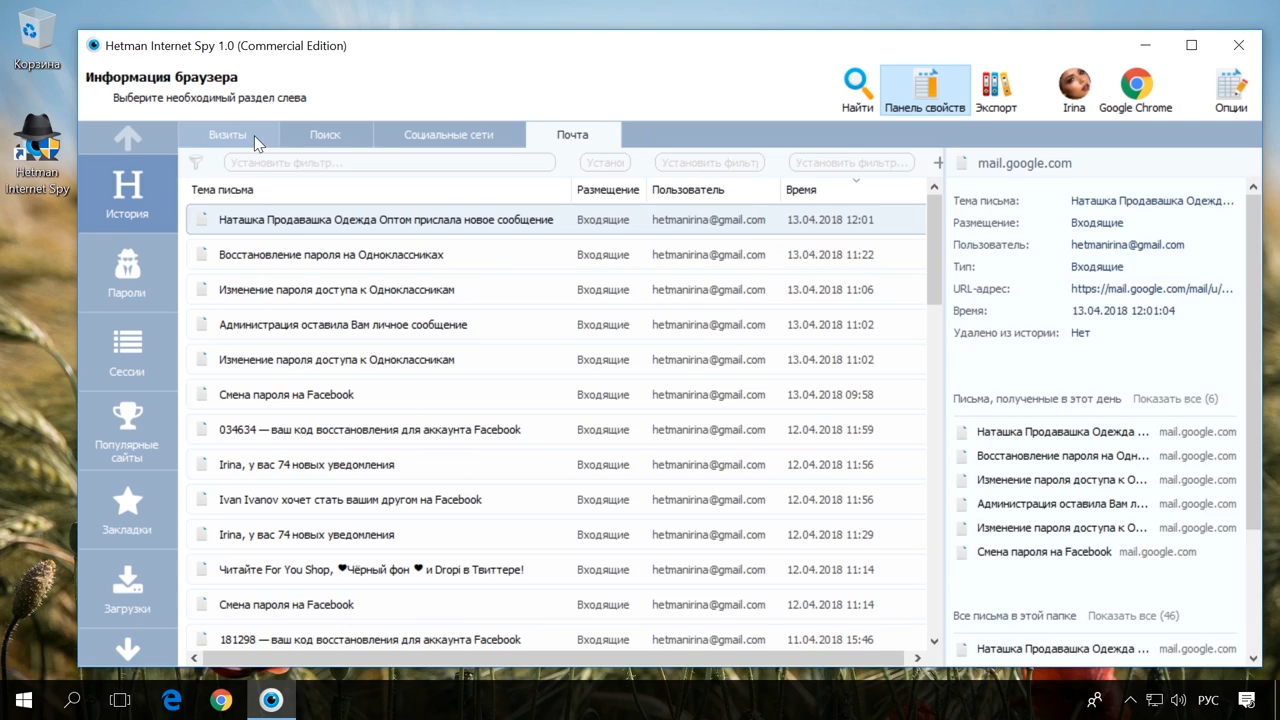 Корзина
Hetman Internet Spy
Hetman Internet Spy 1.0 (Commercial Edition)
Информация браузера
Выберите необходимый раздел слева
Найти
Панель свойств
Экспорт
Irina
Google Chrome
Опции
История
Пароли
Сессии
Популярные сайты
Закладки
Загрузки
Визиты
Поиск
Социальные сети
Почта
Установить фильтр...
Устано
Установить фильт
Установить фильтр...
Тема письма Размещение Пользователь Время
Наташка Продавашка Одежда Оптом прислала новое сообщение Входящие hetmanirina@gmail.com 13.04.2018 12:01
Восстановление пароля на Одноклассниках Входящие hetmanirina@gmail.com 13.04.2018 11:22
Изменение пароля доступа к Одноклассникам Входящие hetmanirina@gmail.com 13.04.2018 11:06
Администрация оставила Вам личное сообщение Входящие hetmanirina@gmail.com 13.04.2018 11:02
Изменение пароля доступа к Одноклассникам Входящие hetmanirina@gmail.com 13.04.2018 11:02
Смена пароля на Facebook Входящие hetmanirina@gmail.com 13.04.2018 09:58
034634 — ваш код восстановления для аккаунта Facebook Входящие hetmanirina@gmail.com 12.04.2018 11:59
Irina, у вас 74 новых уведомления Входящие hetmanirina@gmail.com 12.04.2018 11:56
Ivan Ivanov хочет стать вашим другом на Facebook Входящие hetmanirina@gmail.com 12.04.2018 11:56
Irina, у вас 74 новых уведомления Входящие hetmanirina@gmail.com 12.04.2018 11:29
Читайте For You Shop, ❤Чёрный фон ❤ и Dropi в Твиттере! Входящие hetmanirina@gmail.com 12.04.2018 11:14
Смена пароля на Facebook Входящие hetmanirina@gmail.com 12.04.2018 11:14
181298 — ваш код восстановления для аккаунта Facebook Входящие hetmanirina@gmail.com 11.04.2018 15:46
mail.google.com
Тема письма: Наташка Продавашка Одежд...
Размещение: Входящие
Пользователь: hetmanirina@gmail.com
Тип: Входящие
URL-адрес: https://mail.google.com/mail/u/...
Время: 13.04.2018 12:01:04
Удалено из истории: Нет
Письма, полученные в этот день Показать все (6)
Наташка Продавашка Одежда ... mail.google.com
Восстановление пароля на Одн... mail.google.com
Изменение пароля доступа к О... mail.google.com
Администрация оставила Вам л... mail.google.com
Изменение пароля доступа к О... mail.google.com
Смена пароля на Facebook mail.google.com
Все письма в этой папке Показать все (46)
Наташка Продавашка Одежда ... mail.google.com
РУС